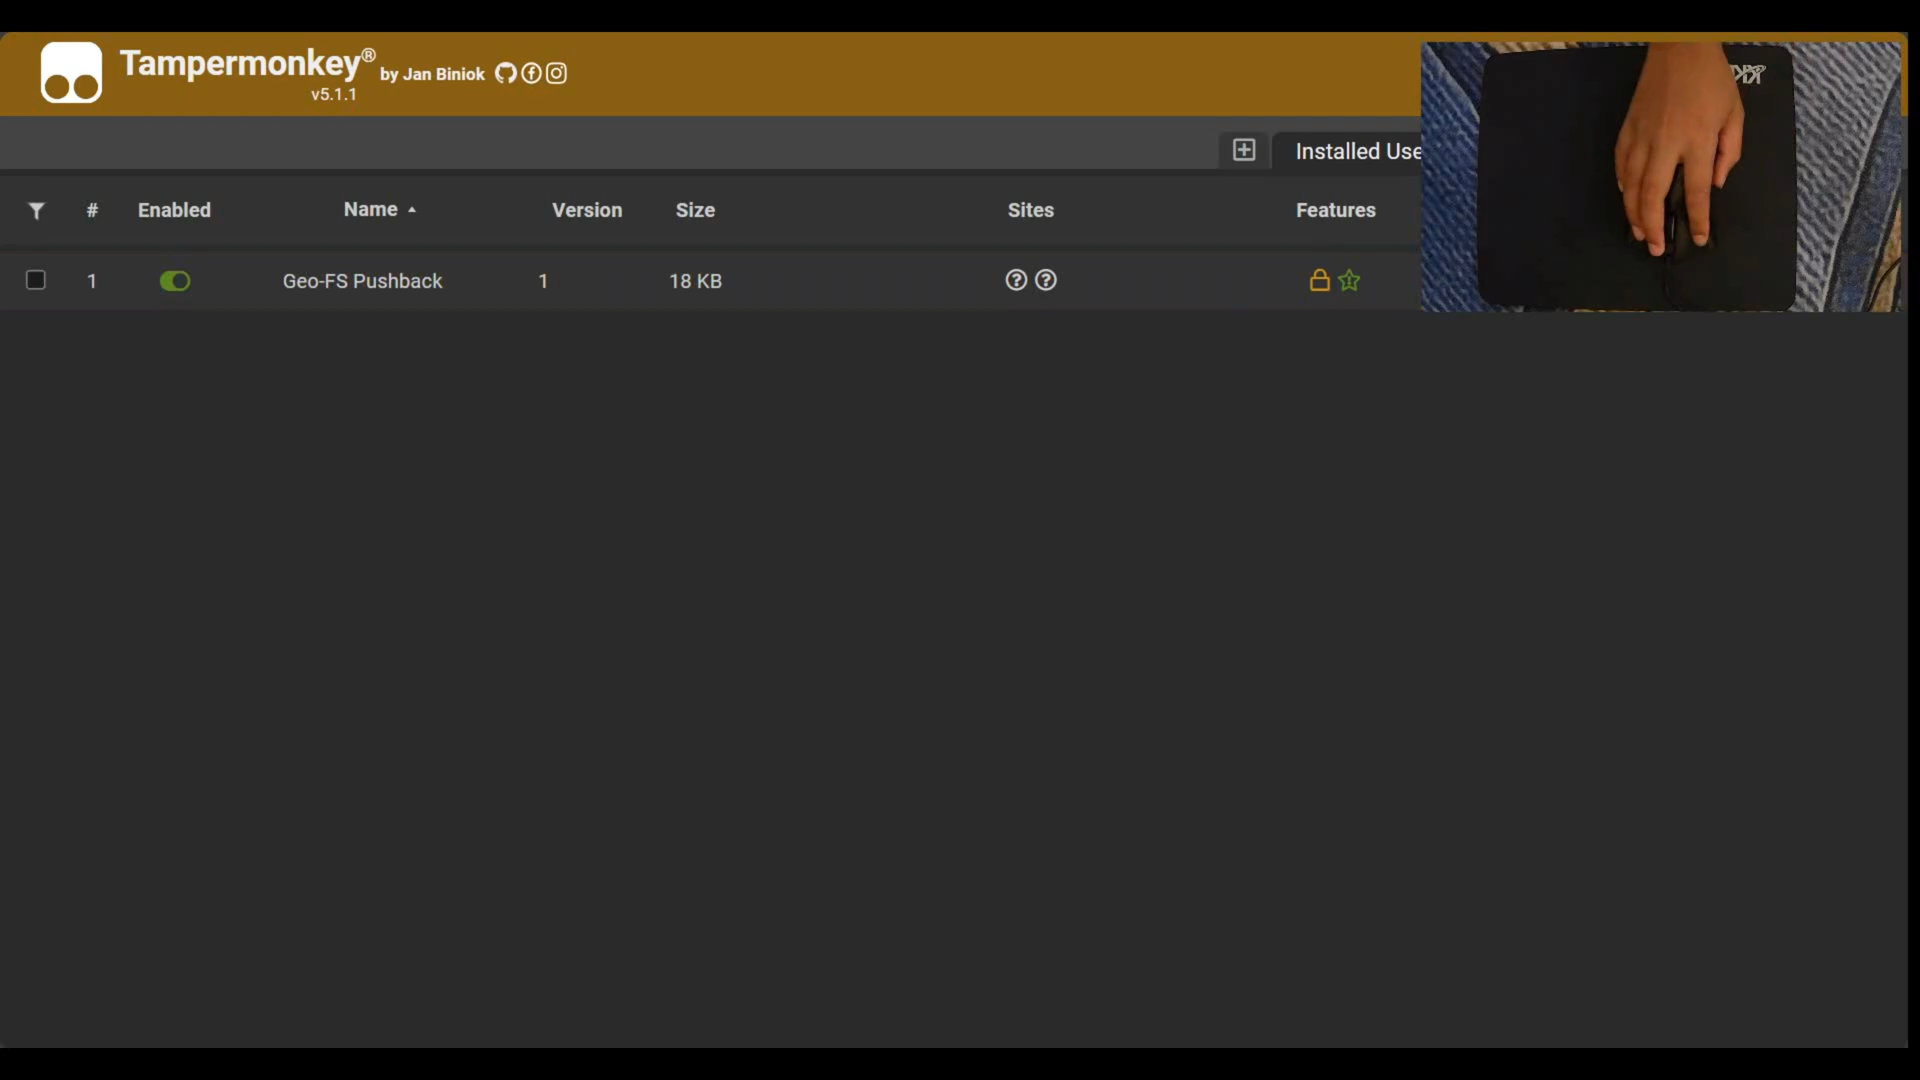 Tampermonkey® by Jan Biniok
v5.1.1
Installed Use
# Enabled Name Version Size Sites Features
1 Geo-FS Pushback 1 18 KB